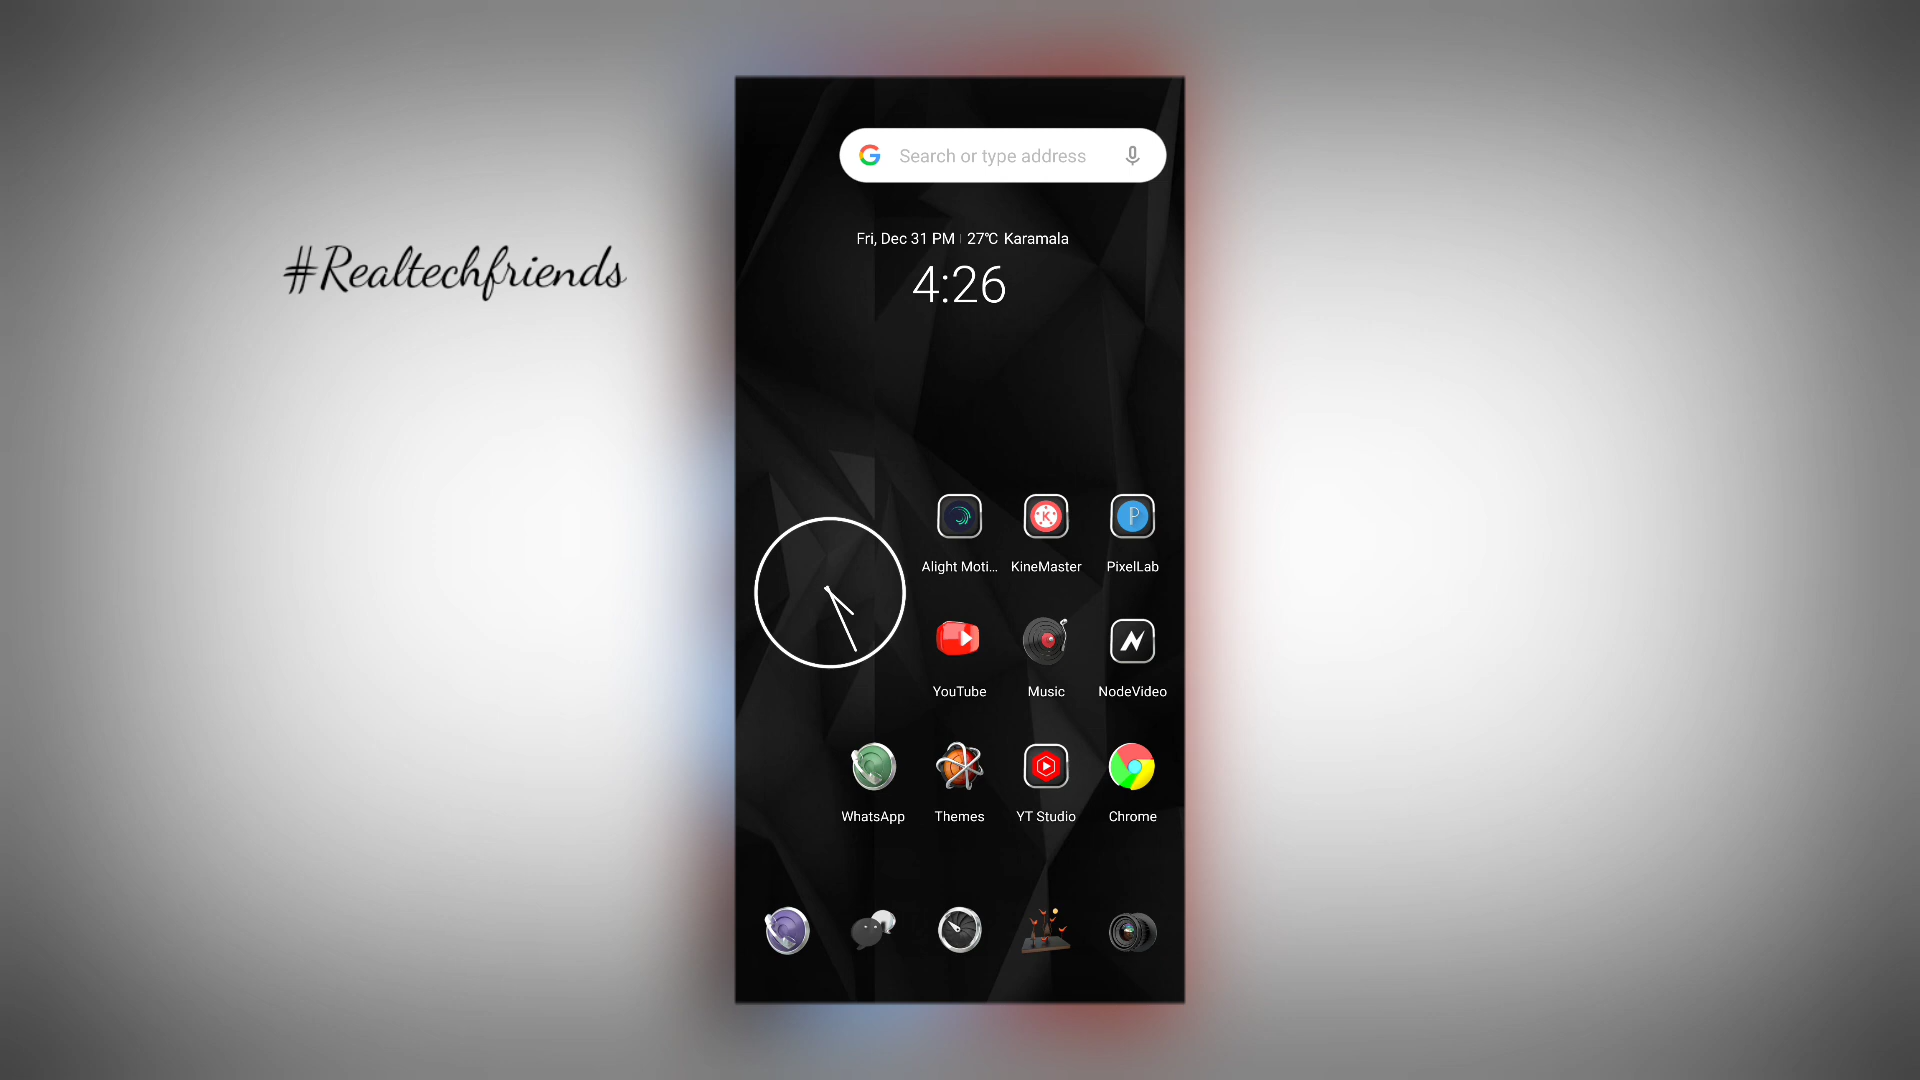 Search or type address
Fri, Dec 31 PM 27℃ Karamala
4:26
#Realtechfriends
Alight Moti... KineMaster PixelLab
YouTube Music NodeVideo
WhatsApp Themes YT Studio Chrome